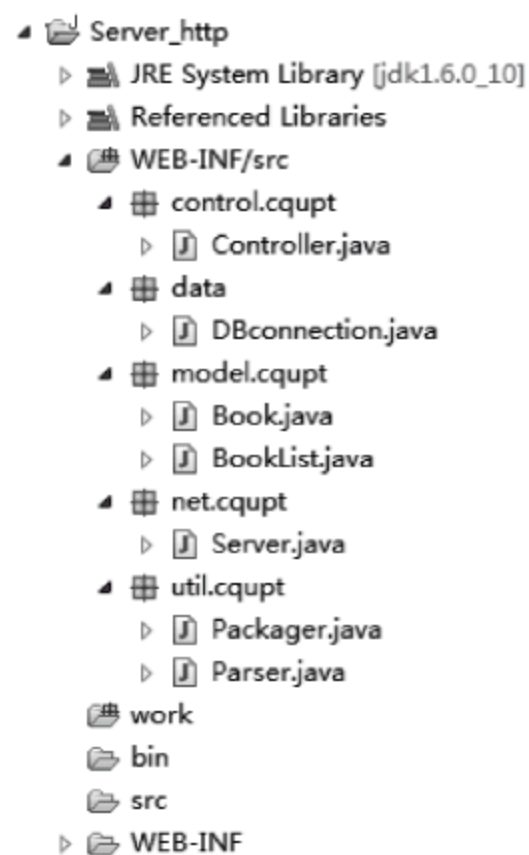 Server_http
JRE System Library [jdk1.6.0_10]
Referenced Libraries
WEB-INF/src
control.cqupt
Controller.java
data
DBconnection.java
model.cqupt
Book.java
BookList.java
net.cqupt
Server.java
util.cqupt
Packager.java
Parser.java
work
bin
src
WEB-INF